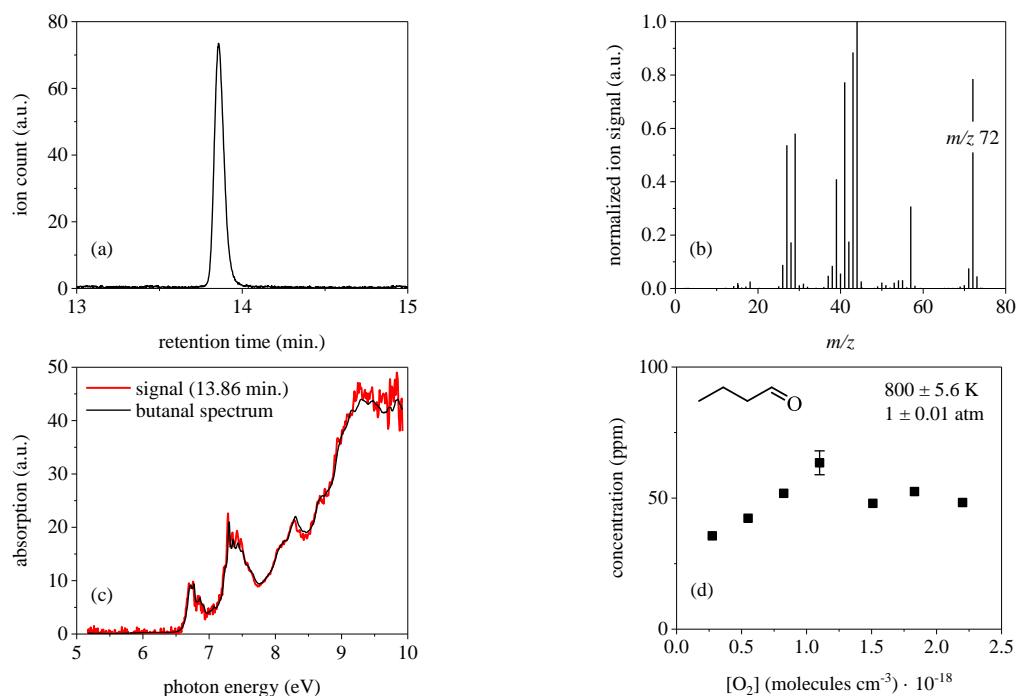 80
60
40
20
0
ion count (a.u.)
(a)
13
14
15
retention time (min.)
1.0
0.8
0.6
0.4
0.2
0.0
normalized ion signal (a.u.)
m/z 72
(b)
0
20
40
60
80
m/z
50
40
30
20
10
0
absorption (a.u.)
signal (13.86 min.)
butanal spectrum
(c)
5
6
7
8
9
10
photon energy (eV)
100
50
0
concentration (ppm)
O
800 ± 5.6 K
1 ± 0.01 atm
(d)
0.0
0.5
1.0
1.5
2.0
2.5
[O₂] (molecules cm⁻³) · 10⁻¹⁸